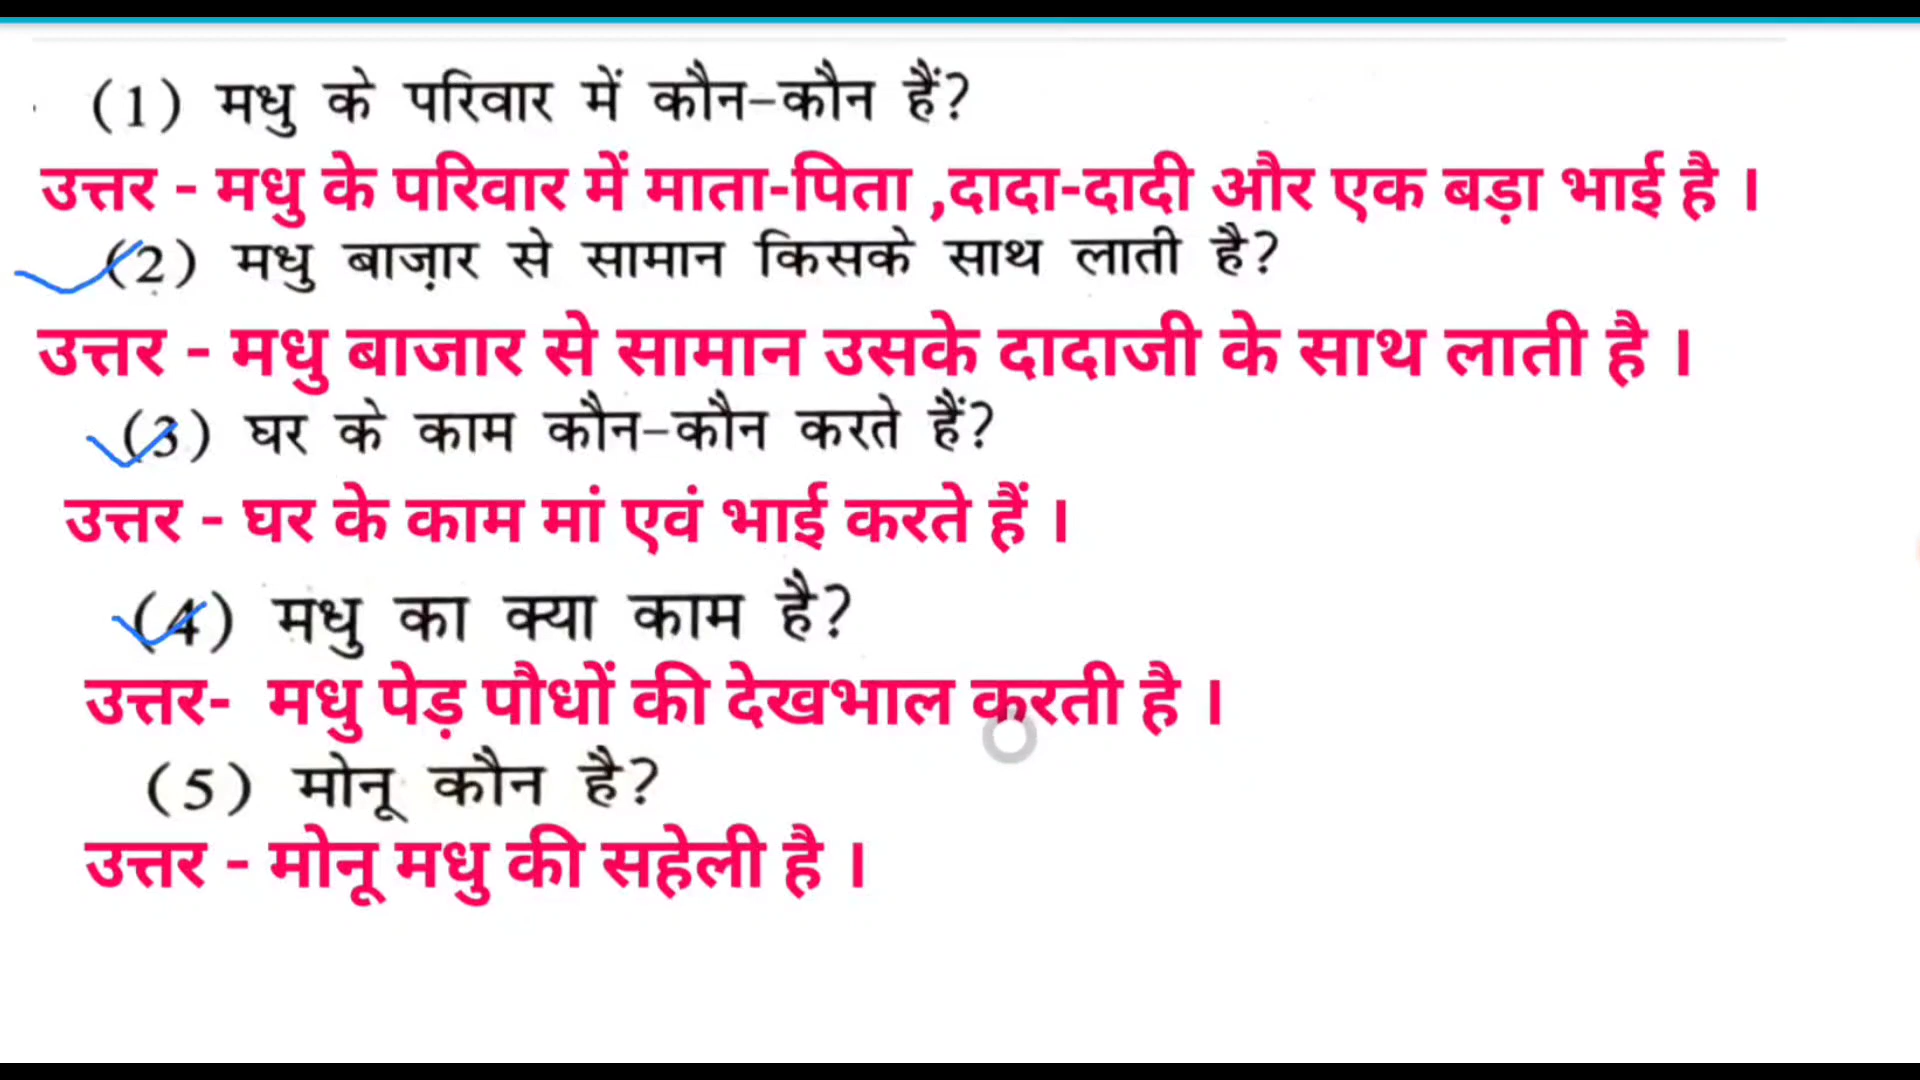 (1) मधु के परिवार में कौन-कौन हैं?
उत्तर - मधु के परिवार में माता-पिता ,दादा-दादी और एक बड़ा भाई है ।
(2) मधु बाज़ार से सामान किसके साथ लाती है?
उत्तर - मधु बाजार से सामान उसके दादाजी के साथ लाती है ।
(3) घर के काम कौन-कौन करते हैं?
उत्तर - घर के काम मां एवं भाई करते हैं ।
(4) मधु का क्या काम है?
उत्तर- मधु पेड़ पौधों की देखभाल करती है ।
(5) मोनू कौन है?
उत्तर - मोनू मधु की सहेली है ।